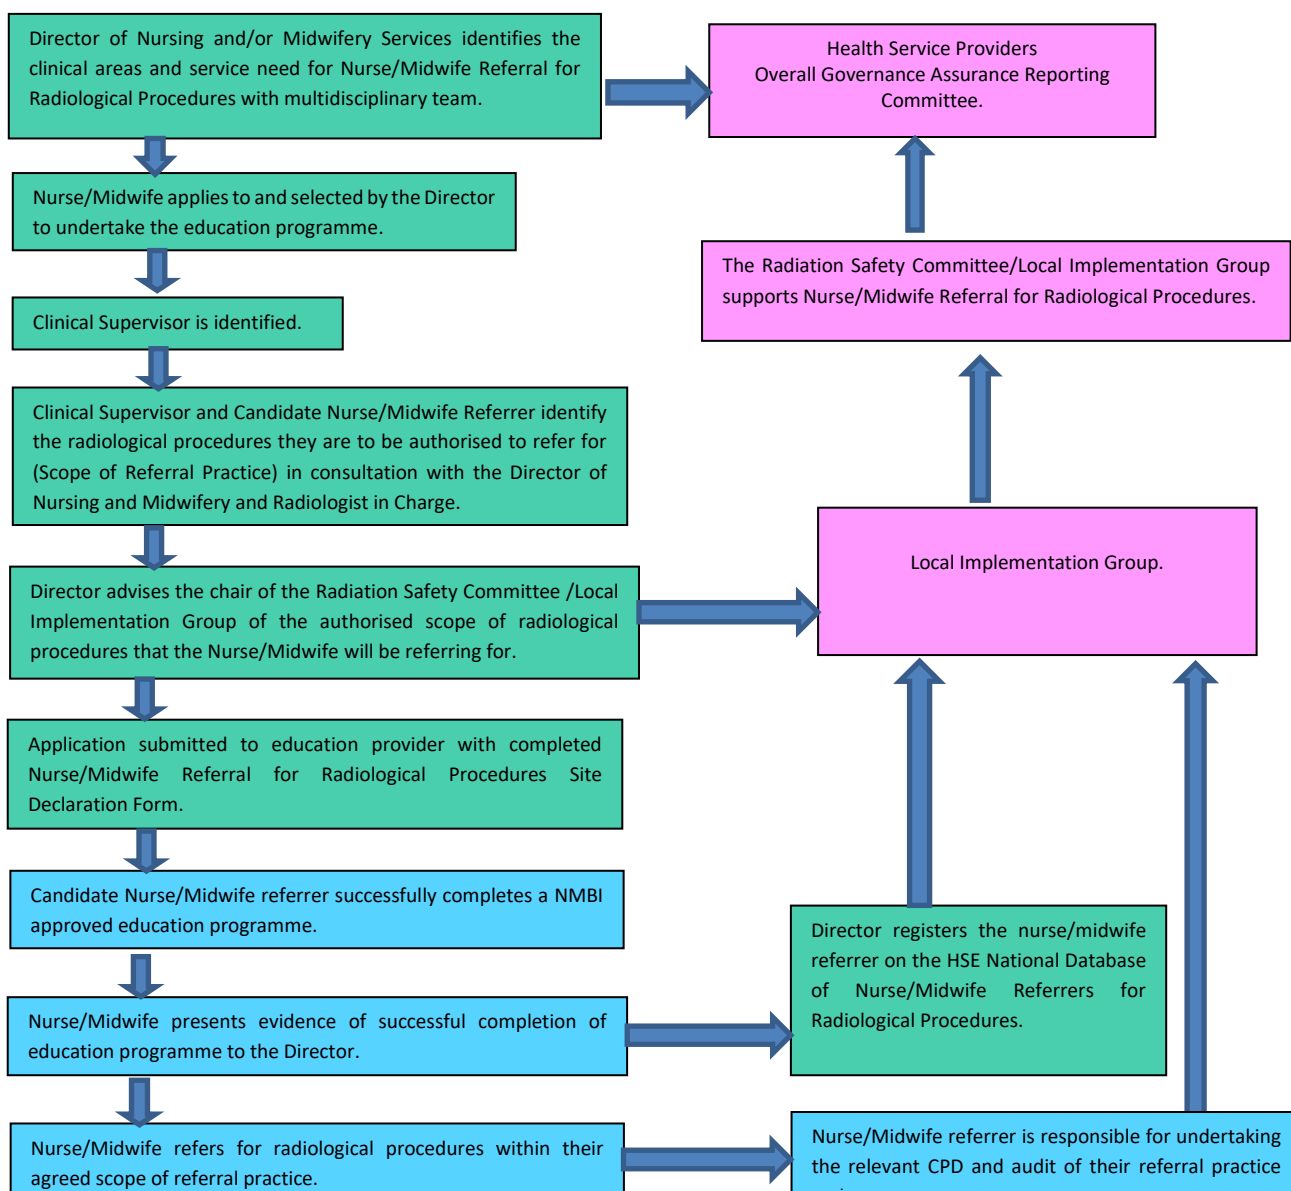 Director of Nursing and/or Midwifery Services identifies the
clinical areas and service need for Nurse/Midwife Referral for
Radiological Procedures with multidisciplinary team.
Health Service Providers
Overall Governance Assurance Reporting
Committee.
Nurse/Midwife applies to and selected by the Director
to undertake the education programme.
The Radiation Safety Committee/Local Implementation Group
supports Nurse/Midwife Referral for Radiological Procedures.
Clinical Supervisor is identified.
Clinical Supervisor and Candidate Nurse/Midwife Referrer identify
the radiological procedures they are to be authorised to refer for
(Scope of Referral Practice) in consultation with the Director of
Nursing and Midwifery and Radiologist in Charge.
Local Implementation Group.
Director advises the chair of the Radiation Safety Committee /Local
Implementation Group of the authorised scope of radiological
procedures that the Nurse/Midwife will be referring for.
Application submitted to education provider with completed
Nurse/Midwife Referral for Radiological Procedures Site
Declaration Form.
Candidate Nurse/Midwife referrer successfully completes a NMBI
approved education programme.
Director registers the nurse/midwife
referrer on the HSE National Database
of Nurse/Midwife Referrers for
Radiological Procedures.
Nurse/Midwife presents evidence of successful completion of
education programme to the Director.
Nurse/Midwife refers for radiological procedures within their
agreed scope of referral practice.
Nurse/Midwife referrer is responsible for undertaking
the relevant CPD and audit of their referral practice